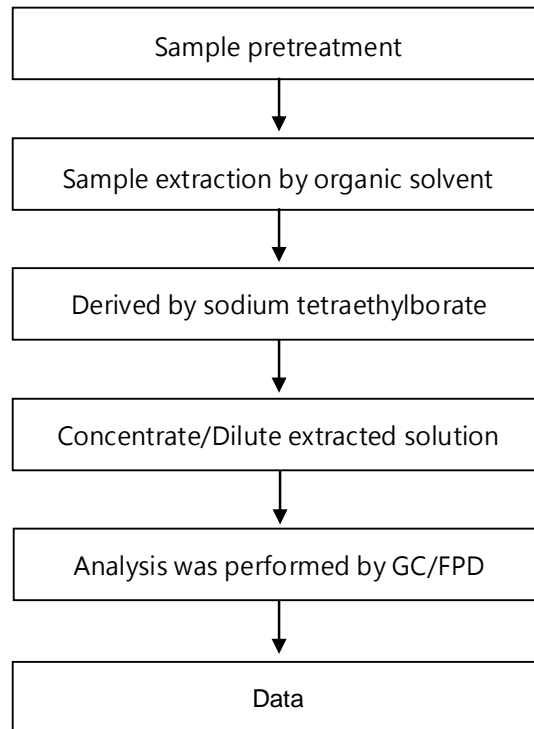 Sample pretreatment
Sample extraction by organic solvent
Derived by sodium tetraethylborate
Concentrate/Dilute extracted solution
Analysis was performed by GC/FPD
Data